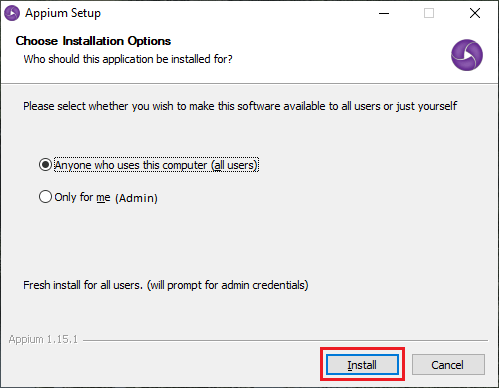 Appium Setup
Choose Installation Options
Who should this application be installed for?
Please select whether you wish to make this software available to all users or just yourself
Anyone who uses this computer (all users)
Only for me (Admin)
Fresh install for all users. (will prompt for admin credentials)
Appium 1.15.1
Install Cancel